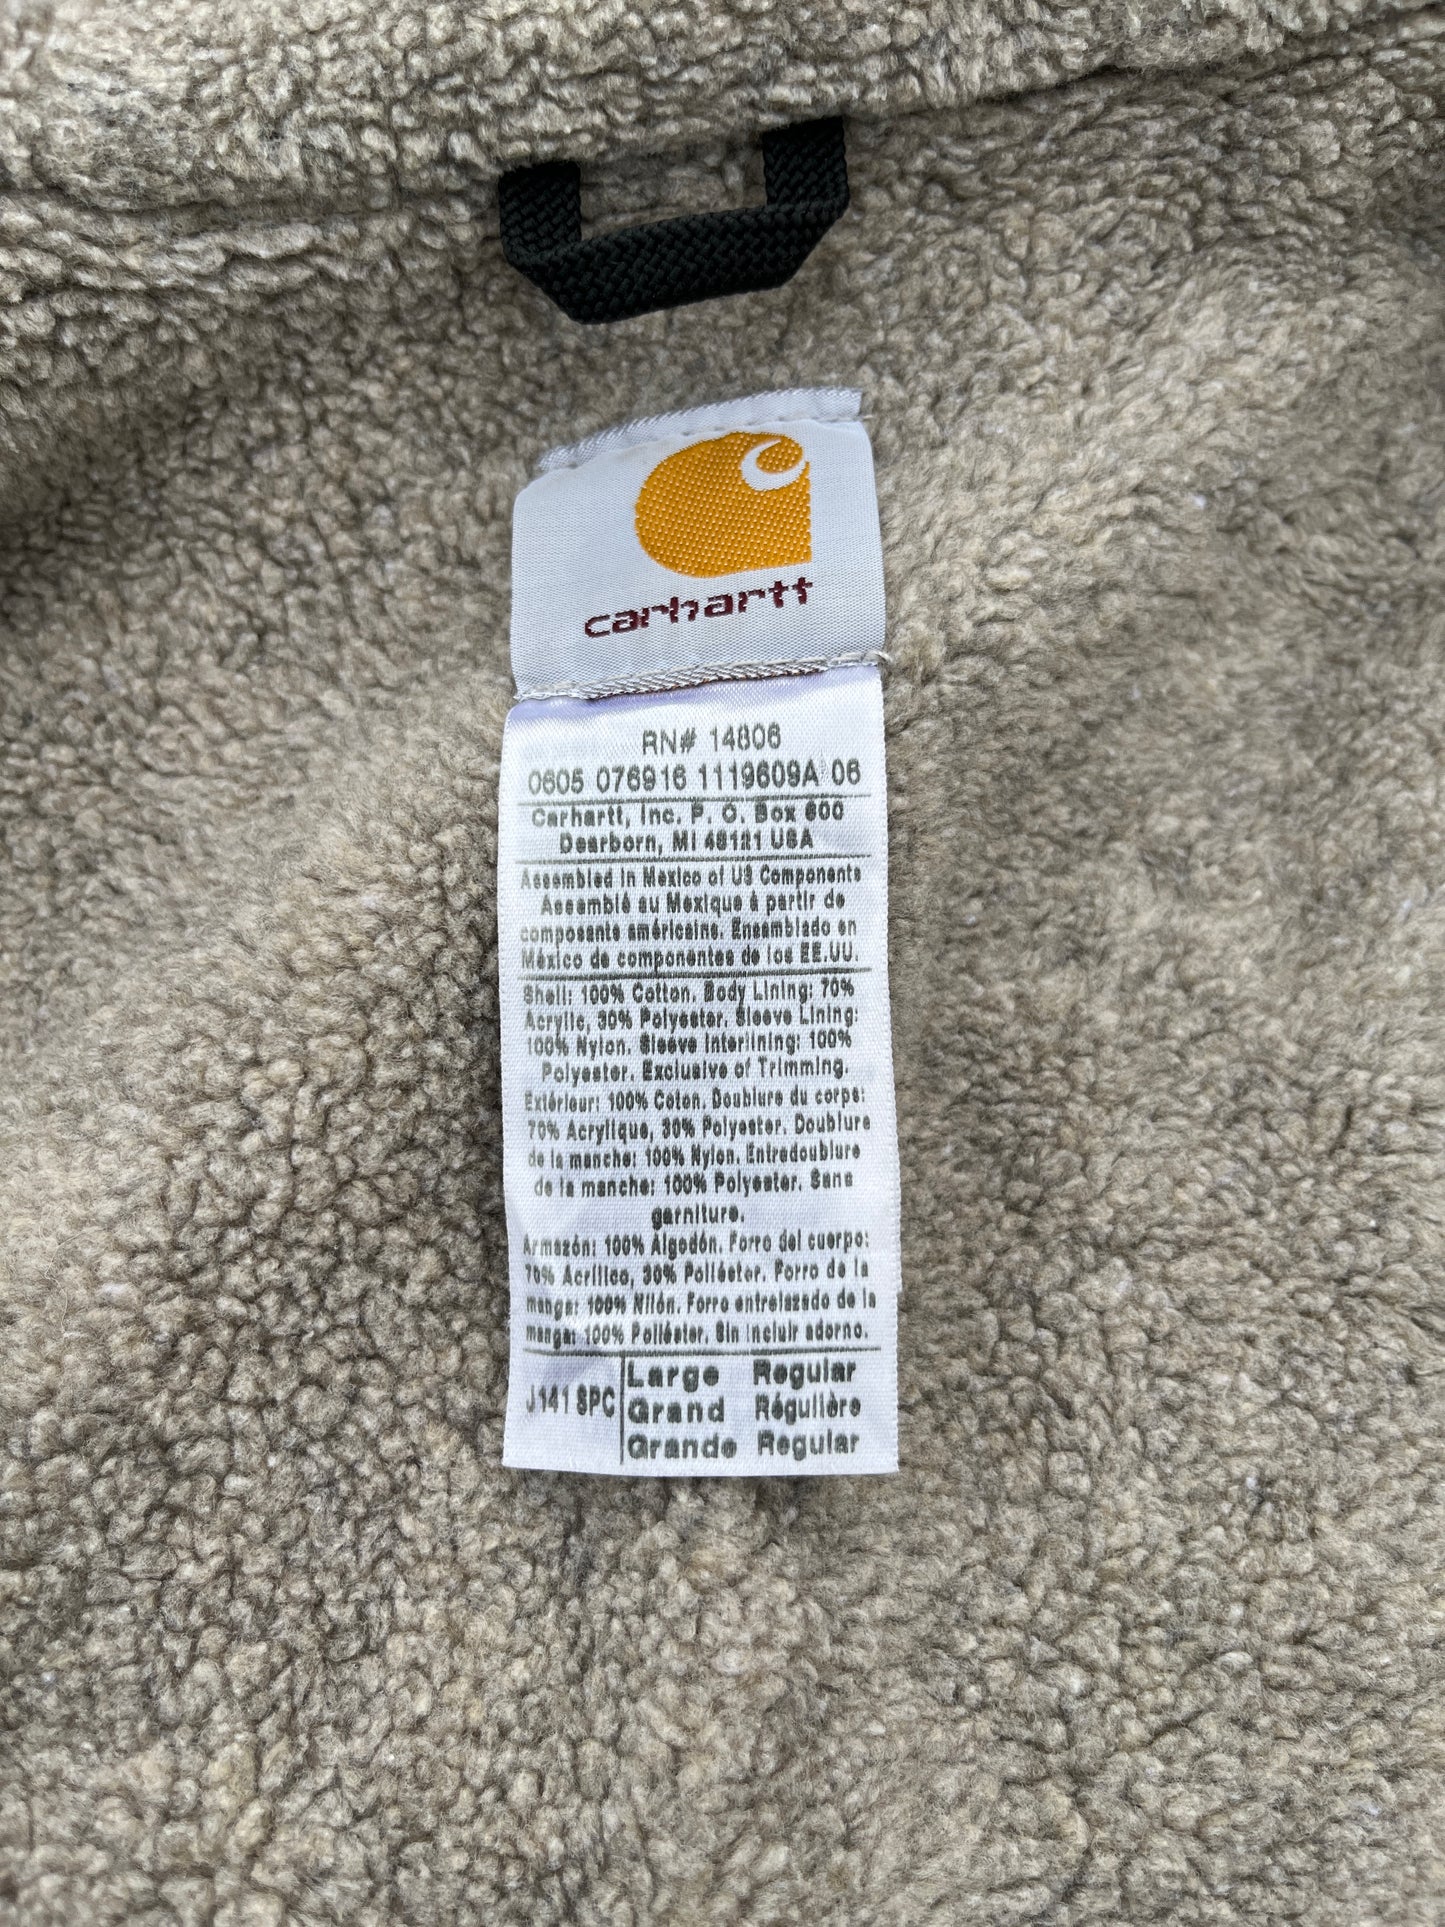 carhartt
RN# 14806
0605 076916 1119609A 06
Carhartt, Inc. P. O. Box 600
Dearborn, MI 48121 USA
Assembled in Mexico of US Components
Assemblé au Mexique à partir de
composants américains. Ensamblado en
México de componentes de los EE.UU.
Shell: 100% Cotton. Body Lining: 70%
Acrylic, 30% Polyester. Sleeve Lining:
100% Nylon. Sleeve Interlining: 100%
Polyester. Exclusive of Trimming.
Extérieur: 100% Coton. Doublure du corps:
70% Acrylique, 30% Polyester. Doublure
de la manche: 100% Nylon. Entredoublure
de la manche: 100% Polyester. Sans
garniture.
Armazón: 100% Algodón. Forro del cuerpo:
70% Acrílico, 30% Poliéster. Forro de la
manga: 100% Nilón. Forro entrelazado de la
manga: 100% Poliéster. Sin incluir adorno.
J141 SPC
Large Regular
Grand Régulière
Grande Regular